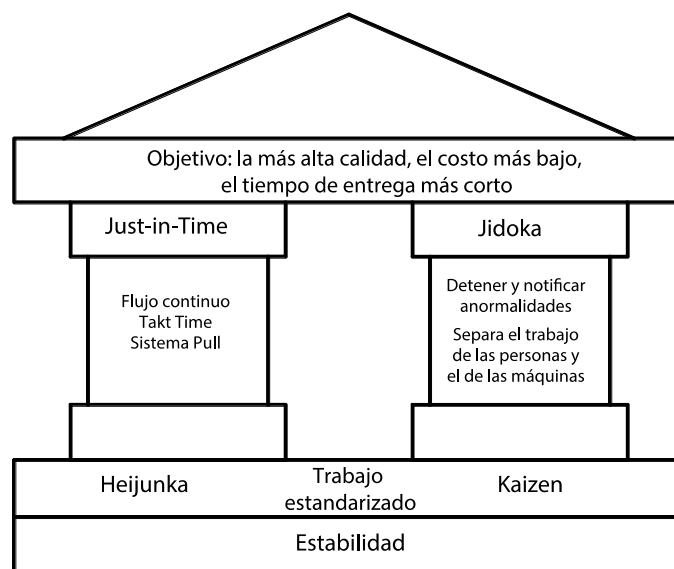 Objetivo: la más alta calidad, el costo más bajo,
el tiempo de entrega más corto
Just-in-Time
Flujo continuo
Takt Time
Sistema Pull
Jidoka
Detener y notificar
anormalidades
Separa el trabajo
de las personas y
el de las máquinas
Heijunka
Trabajo
estandarizado
Kaizen
Estabilidad